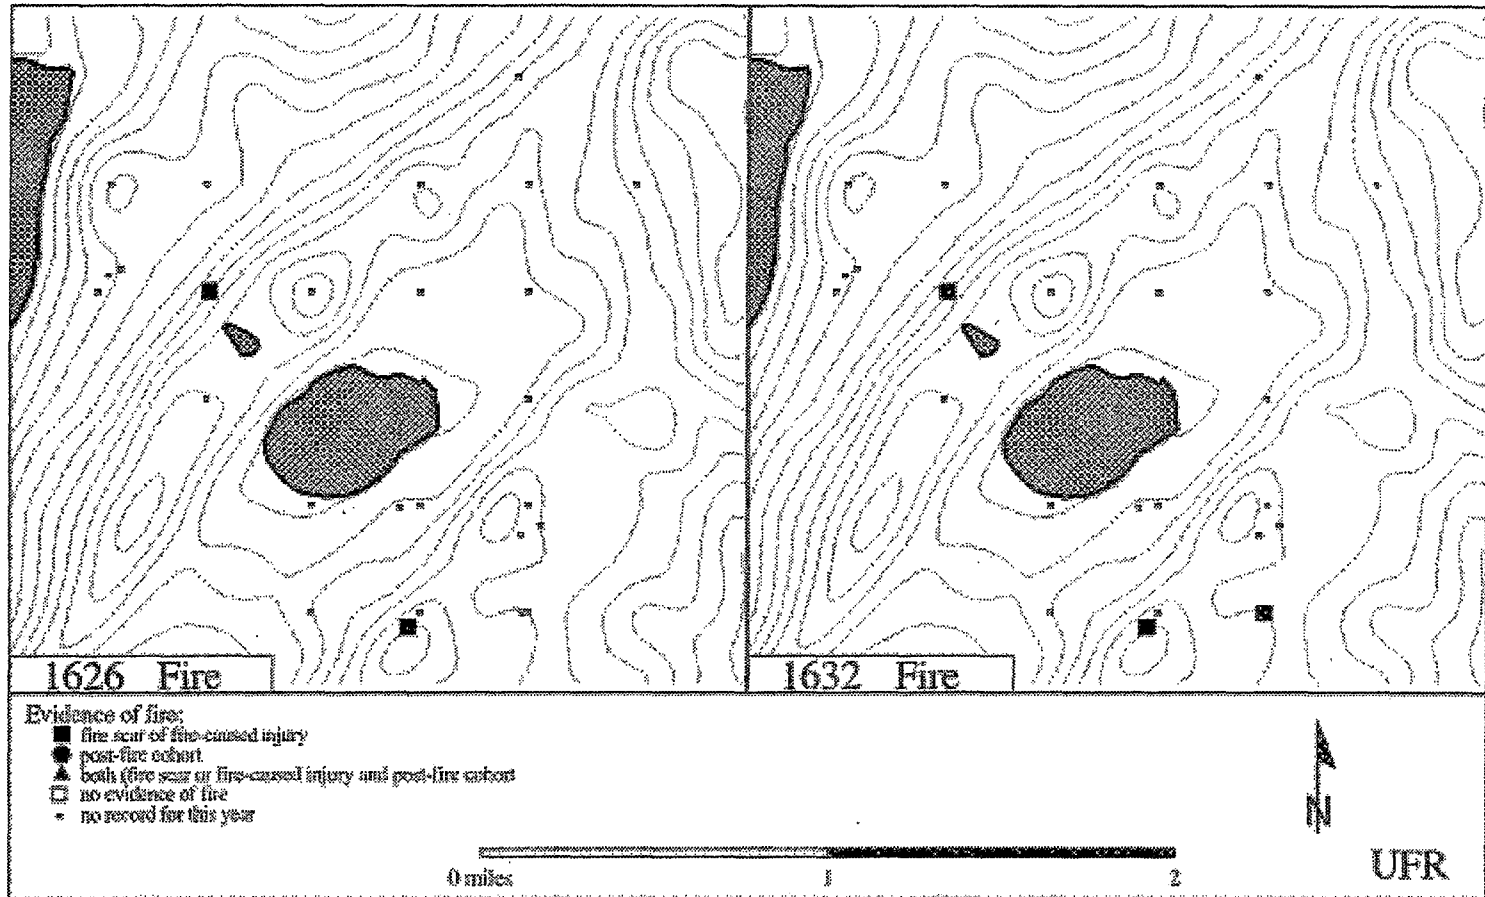 1626 Fire
1632 Fire
Evidence of fire:
fire scar of fire-caused injury
post-fire cohort
both (fire scar or fire-caused injury and post-fire cohort
no evidence of fire
no record for this year
N
0 miles 1 2
UFR